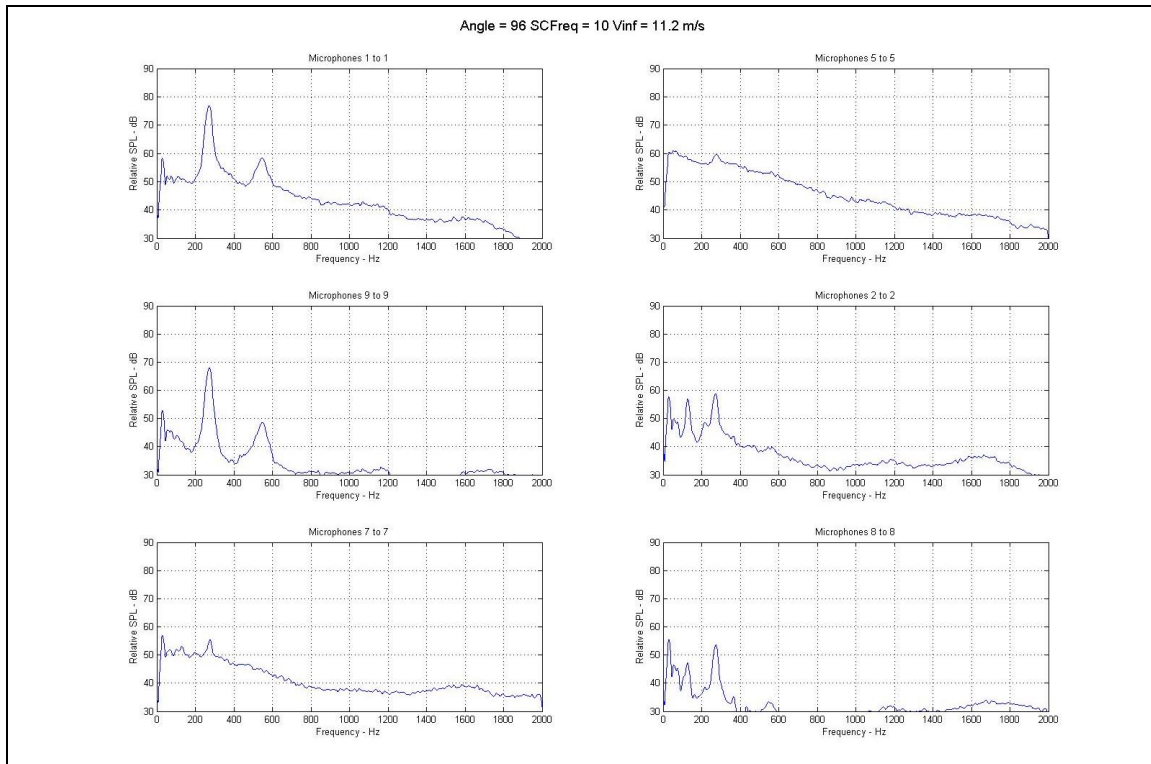 Angle = 96 SCFreq = 10 Vinf = 11.2 m/s
Microphones 1 to 1
90
80
70
60
50
40
30
Relative SPL - dB
0 200 400 600 800 1000 1200 1400 1600 1800 2000
Frequency - Hz
Microphones 5 to 5
90
80
70
60
50
40
30
Relative SPL - dB
0 200 400 600 800 1000 1200 1400 1600 1800 2000
Frequency - Hz
Microphones 9 to 9
90
80
70
60
50
40
30
Relative SPL - dB
0 200 400 600 800 1000 1200 1400 1600 1800 2000
Frequency - Hz
Microphones 2 to 2
90
80
70
60
50
40
30
Relative SPL - dB
0 200 400 600 800 1000 1200 1400 1600 1800 2000
Frequency - Hz
Microphones 7 to 7
90
80
70
60
50
40
30
Relative SPL - dB
0 200 400 600 800 1000 1200 1400 1600 1800 2000
Frequency - Hz
Microphones 8 to 8
90
80
70
60
50
40
30
Relative SPL - dB
0 200 400 600 800 1000 1200 1400 1600 1800 2000
Frequency - Hz